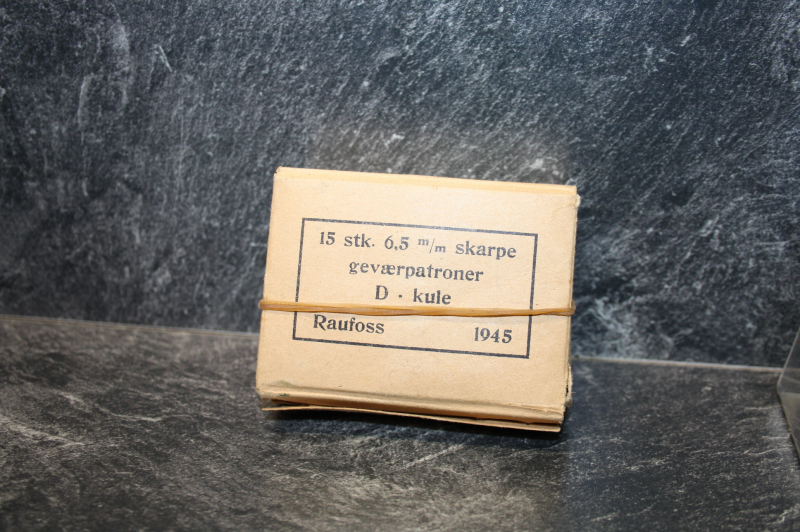 15 stk. 6,5 m/m skarpe
geværpatroner
D - kule
Raufoss 1945